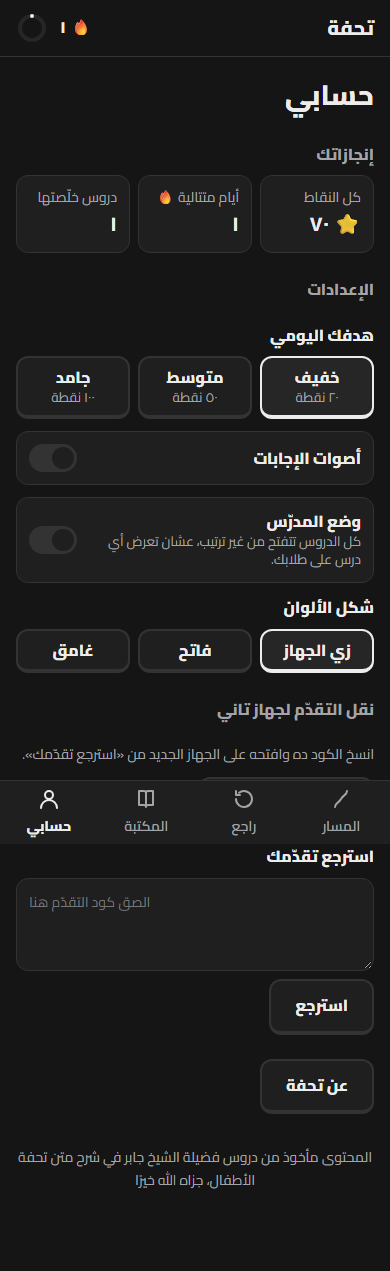 تحفة
🔥 ١
حسابي
إنجازاتك
كل النقاط
⭐ ٧٠
أيام متتالية 🔥
١
دروس خلّصتها
١
الإعدادات
هدفك اليومي
خفيف
٢٠ نقطة
متوسط
٥٠ نقطة
جامد
١٠٠ نقطة
أصوات الإجابات
وضع المدرّس
كل الدروس تتفتح من غير ترتيب، عشان تعرض أي
درس على طلابك.
شكل الألوان
زي الجهاز
فاتح
غامق
نقل التقدّم لجهاز تاني
انسخ الكود ده وافتحه على الجهاز الجديد من «استرجع تقدّمك».
المسار
راجع
المكتبة
حسابي
استرجع تقدّمك
الصق كود التقدّم هنا
استرجع
عن تحفة
المحتوى مأخوذ من دروس فضيلة الشيخ جابر في شرح متن تحفة
الأطفال، جزاه الله خيرًا